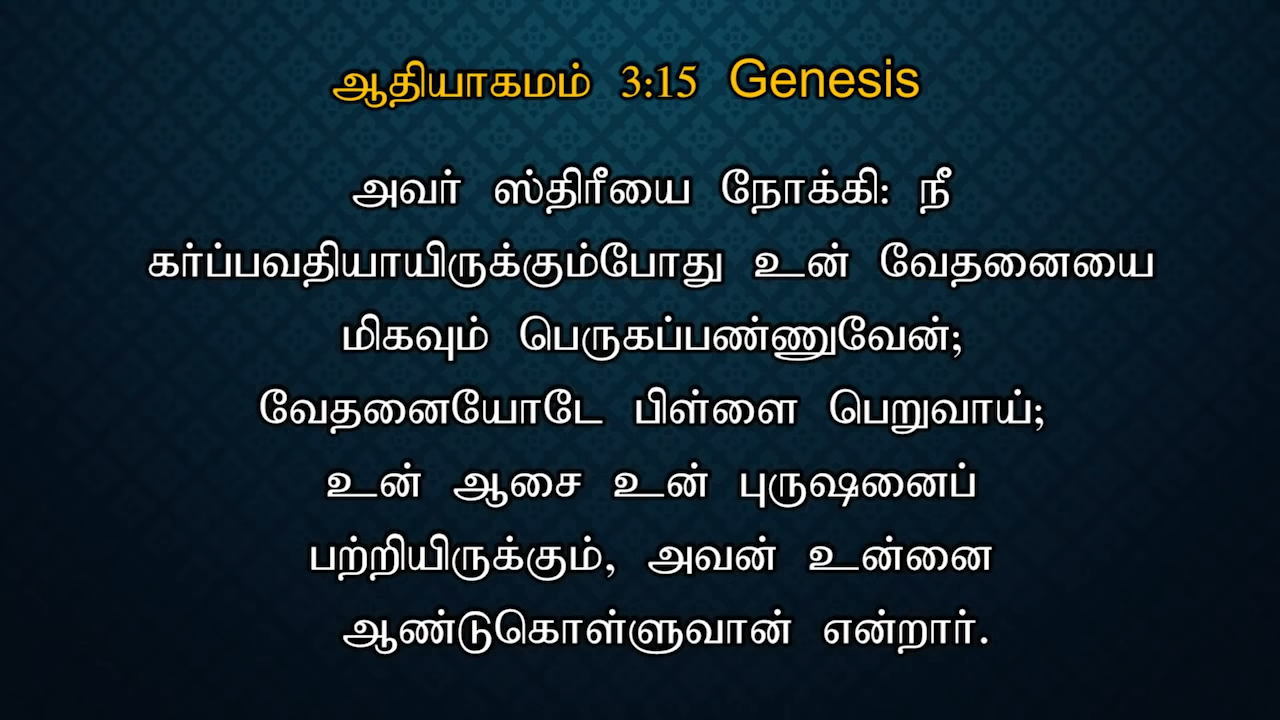 ஆதியாகமம் 3:15 Genesis
அவர் ஸ்திரீயை நோக்கி: நீ
கர்ப்பவதியாயிருக்கும்போது உன் வேதனையை
மிகவும் பெருகப்பண்ணுவேன்;
வேதனையோடே பிள்ளை பெறுவாய்;
உன் ஆசை உன் புருஷனைப்
பற்றியிருக்கும், அவன் உன்னை
ஆண்டுகொள்ளுவான் என்றார்.